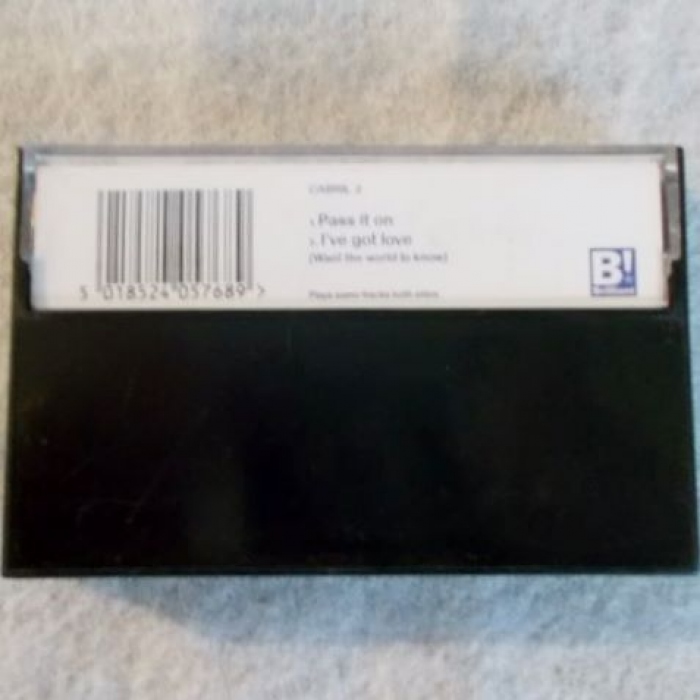 CABRIL 2
1. Pass it on
2. I've got love
(Want the world to know)
Plays same tracks both sides
5 018524 057689 >
B!